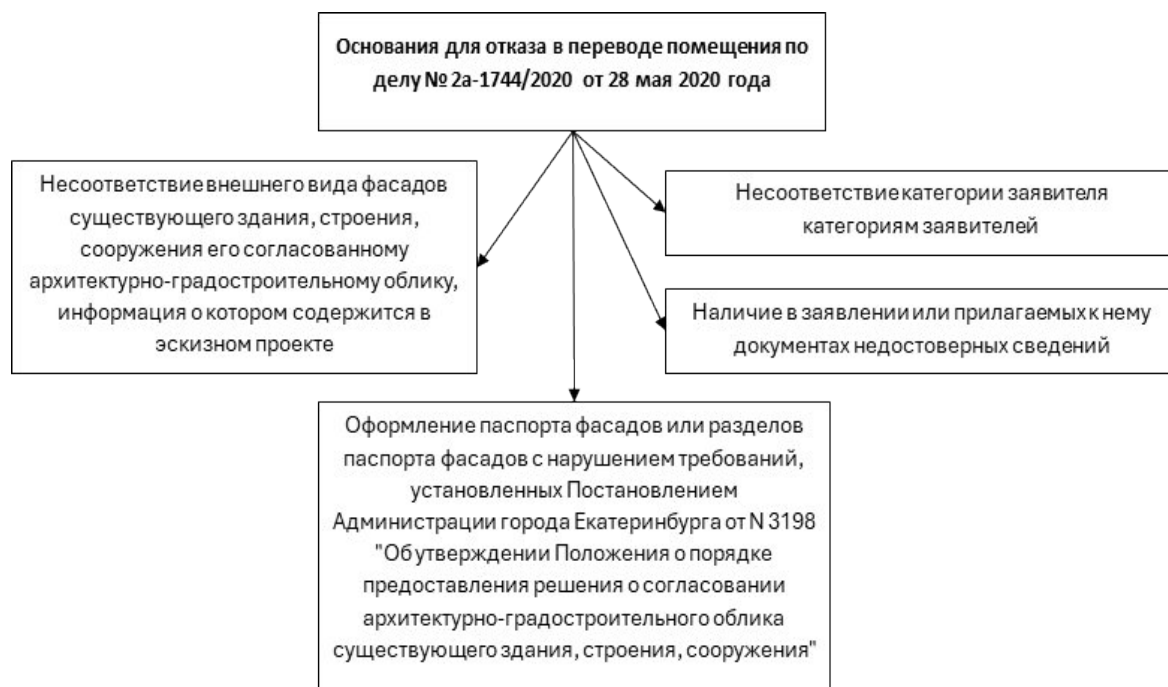 Основания для отказа в переводе помещения по
делу № 2а-1744/2020 от 28 мая 2020 года
Несоответствие внешнего вида фасадов
существующего здания, строения,
сооружения его согласованному
архитектурно-градостроительному облику,
информация о котором содержится в
эскизном проекте
Несоответствие категории заявителя
категориям заявителей
Наличие в заявлении или прилагаемых к нему
документах недостоверных сведений
Оформление паспорта фасадов или разделов
паспорта фасадов с нарушением требований,
установленных Постановлением
Администрации города Екатеринбурга от N 3198
"Об утверждении Положения о порядке
предоставления решения о согласовании
архитектурно-градостроительного облика
существующего здания, строения, сооружения"